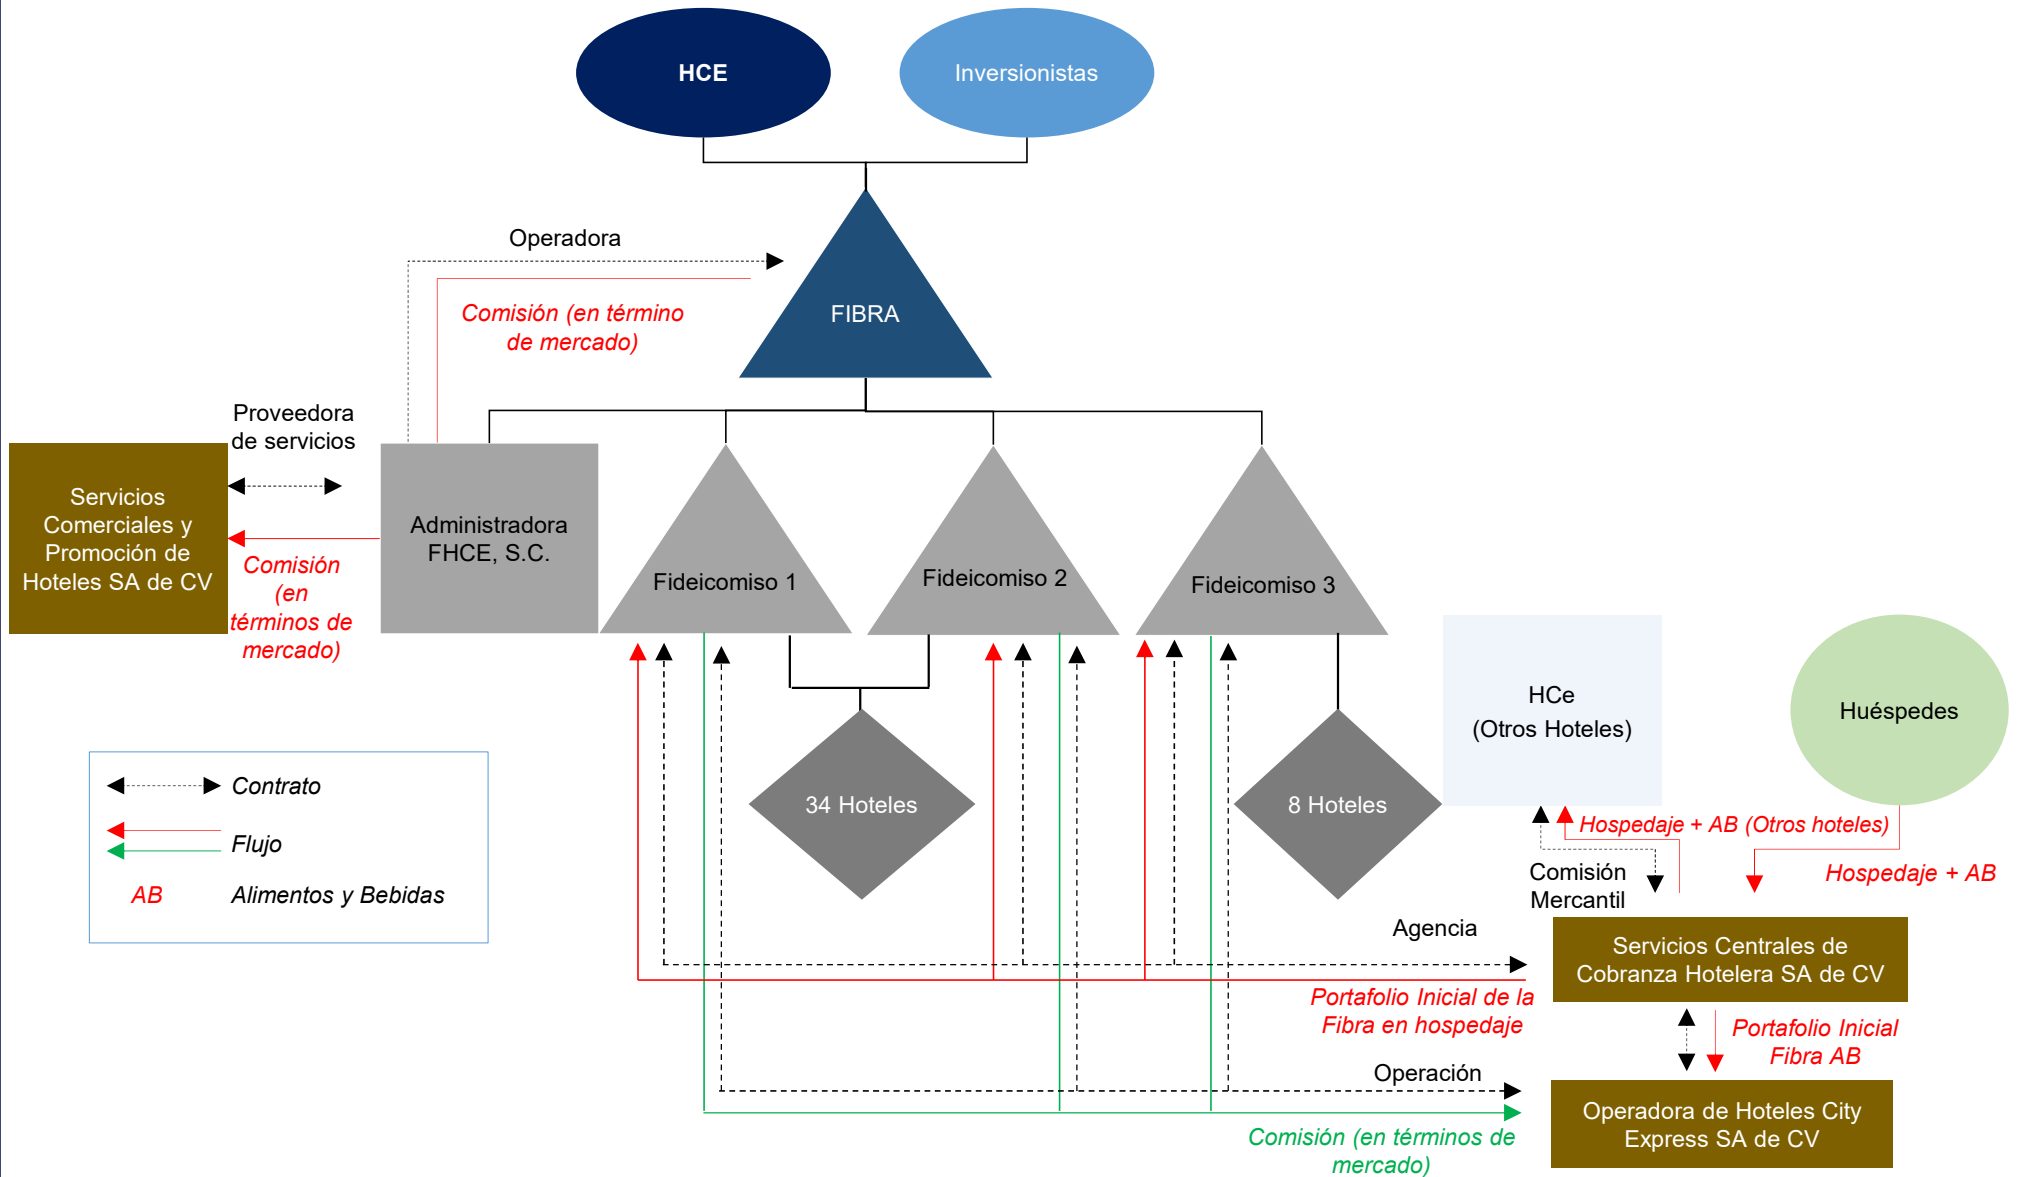 HCE
Inversionistas
Operadora
Comisión (en término
de mercado)
FIBRA
Proveedora
de servicios
Servicios
Comerciales y
Promoción de
Hoteles SA de CV
Comisión
(en
términos de
mercado)
Administradora
FHCE, S.C.
Fideicomiso 1
Fideicomiso 2
Fideicomiso 3
HCe
(Otros Hoteles)
Huéspedes
34 Hoteles
8 Hoteles
Contrato
Flujo
AB Alimentos y Bebidas
Hospedaje + AB (Otros hoteles)
Hospedaje + AB
Comisión
Mercantil
Agencia
Servicios Centrales de
Cobranza Hotelera SA de CV
Portafolio Inicial de la
Fibra en hospedaje
Portafolio Inicial
Fibra AB
Operación
Operadora de Hoteles City
Express SA de CV
Comisión (en términos de
mercado)